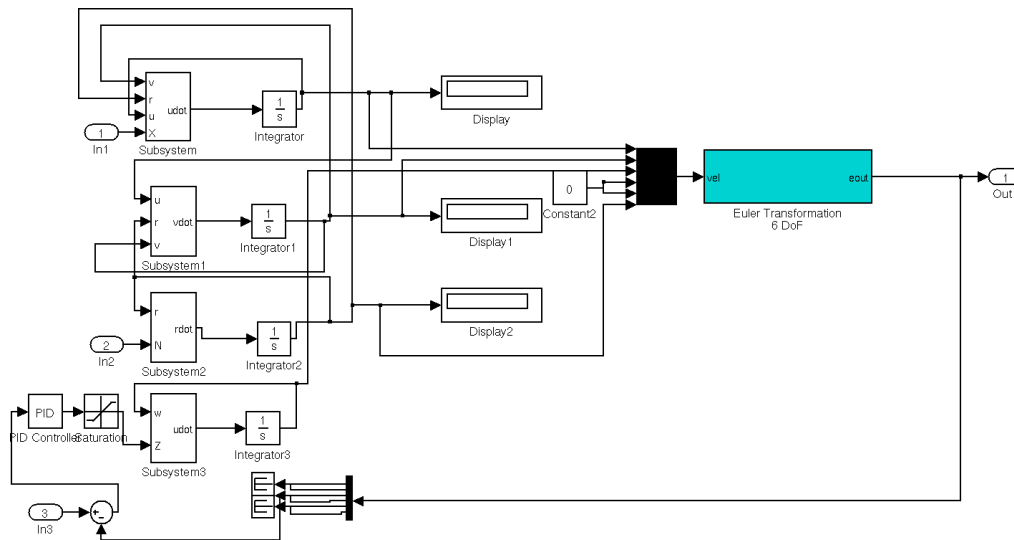 v
r
u
X
udot
Subsystem
1
In1
1
s
Integrator
Display
u
r
v
vdot
Subsystem1
1
s
Integrator1
Display1
0
Constant2
vel
eout
Euler Transformation
6 DoF
1
Out
r
N
rdot
Subsystem2
2
In2
1
s
Integrator2
Display2
w
Z
udot
Subsystem3
1
s
Integrator3
PID
PID Controller
Saturation
3
In3
+
-